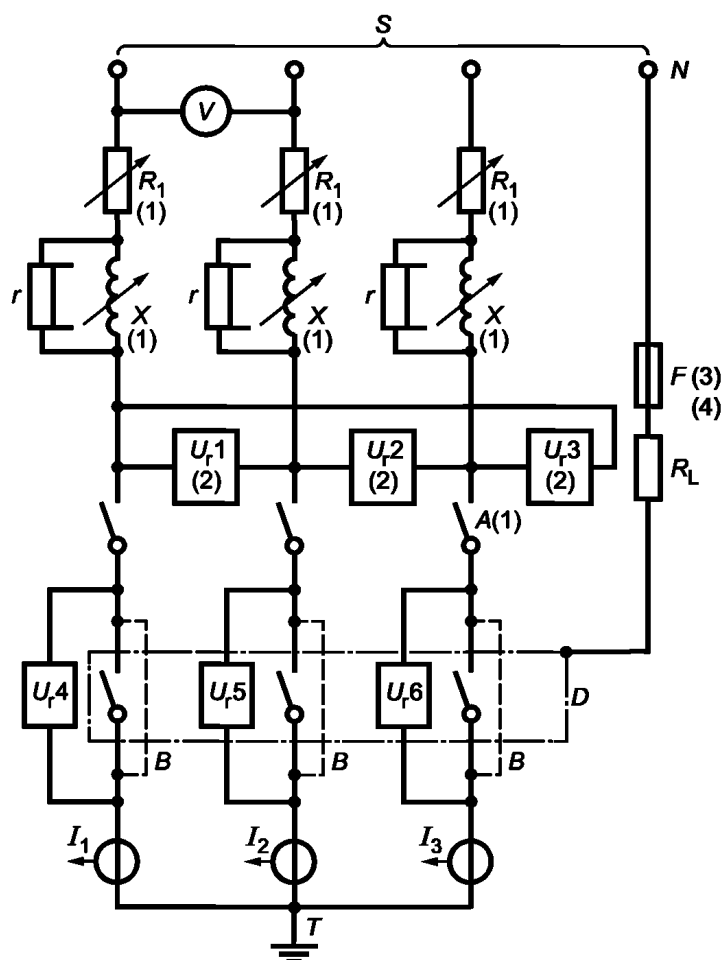 S
N
V
R1 R1 R1
(1) (1) (1)
r r r
X X X
(1) (1) (1)
F (3)
(4)
Ur1 Ur2 Ur3
(2) (2) (2)
RL
A(1)
Ur4 Ur5 Ur6
D
B B B
I1 I2 I3
T